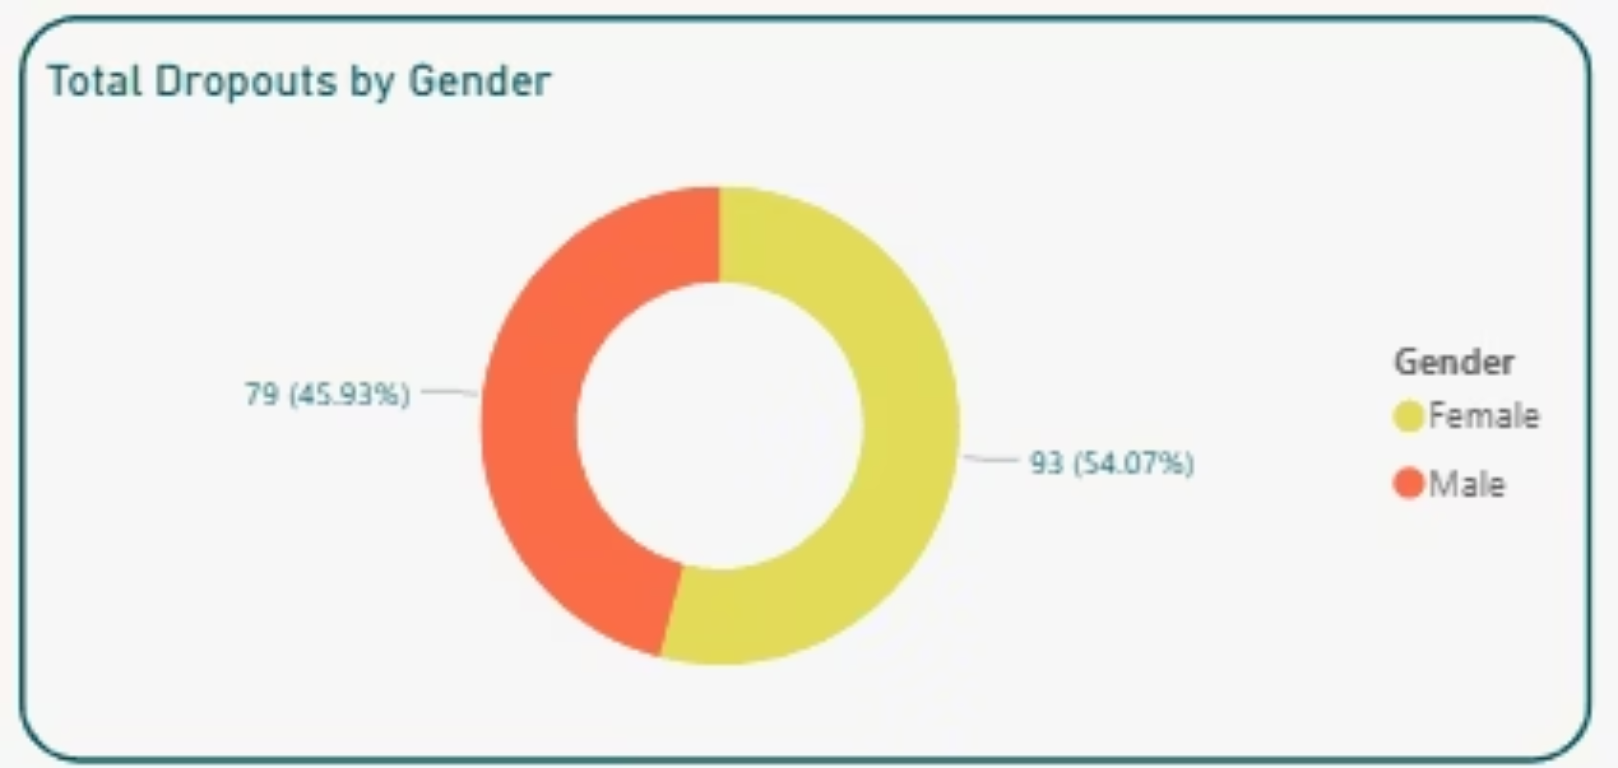 Total Dropouts by Gender
79 (45.93%)
93 (54.07%)
Gender
Female
Male